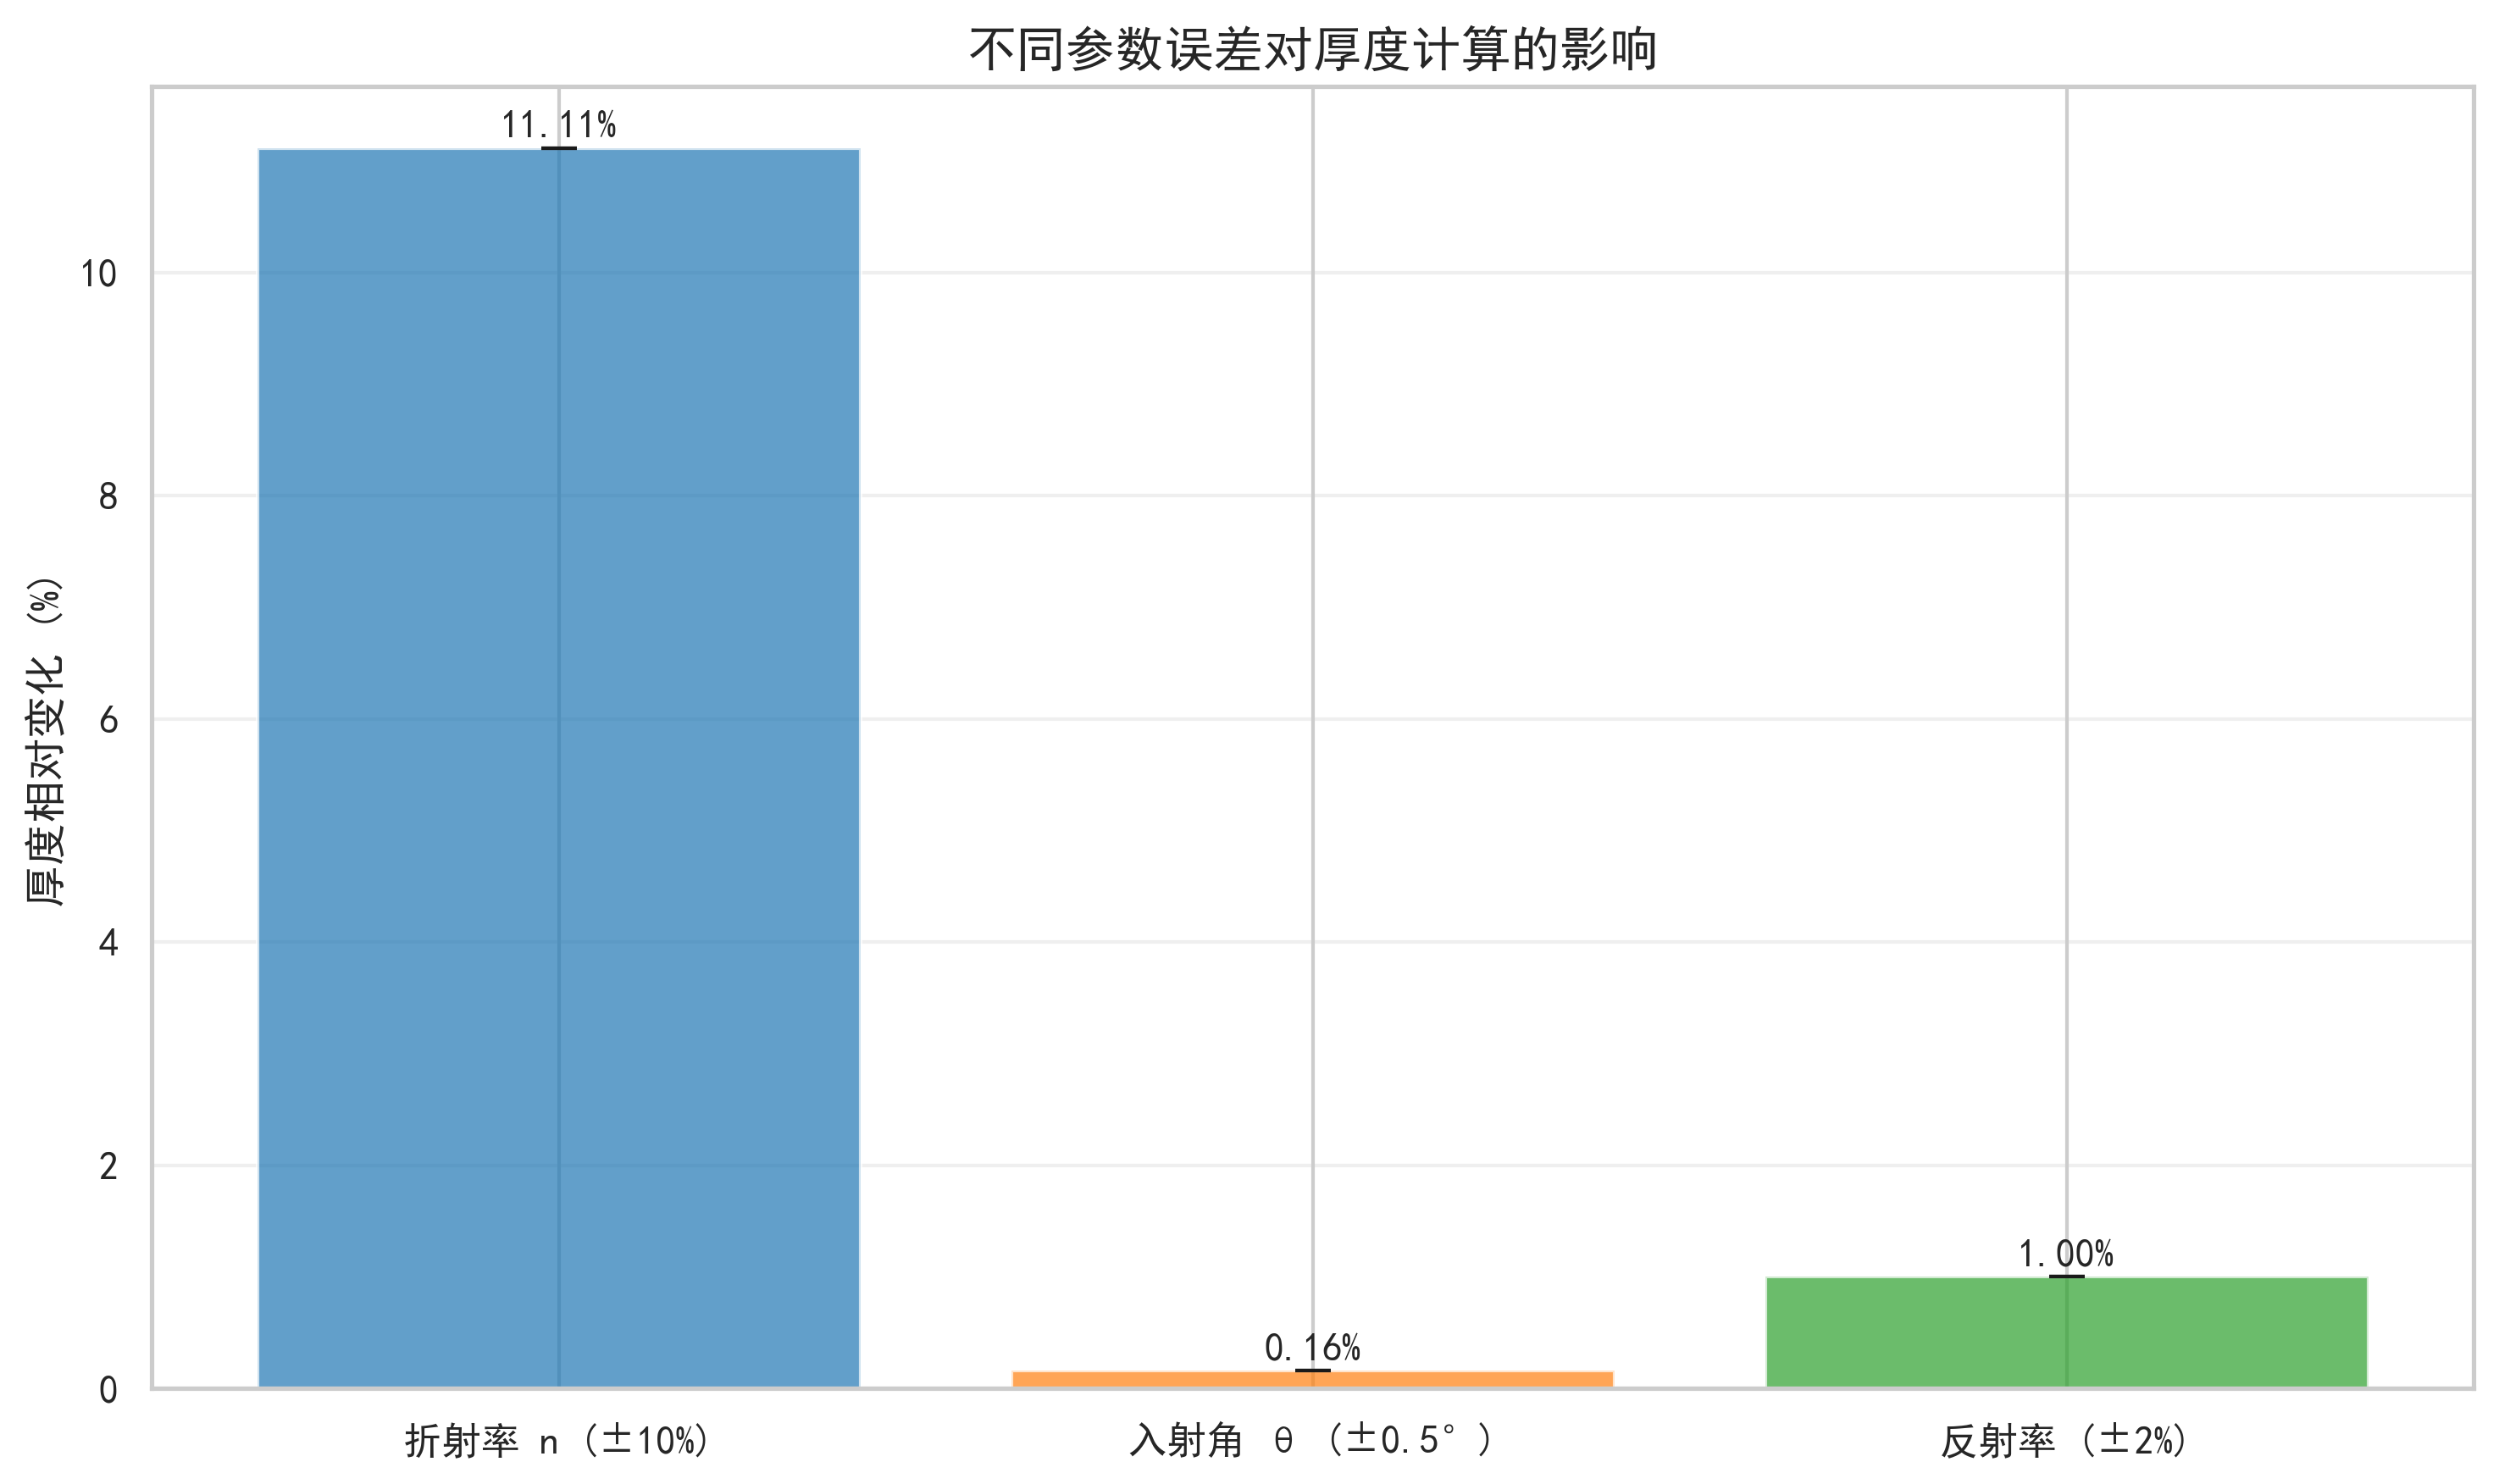 不同参数误差对厚度计算的影响
厚度相对变化 (%)
10
8
6
4
2
0
11.11%
0.16%
1.00%
折射率 n (±10%)
入射角 θ (±0.5°)
反射率 (±2%)